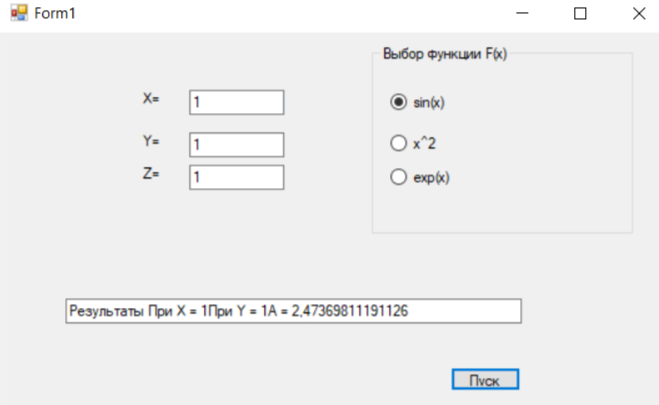 Form1
Выбор функции F(x)
X= 1
sin(x)
Y= 1
x^2
Z= 1
exp(x)
Результаты При X = 1При Y = 1A = 2,47369811191126
Пуск